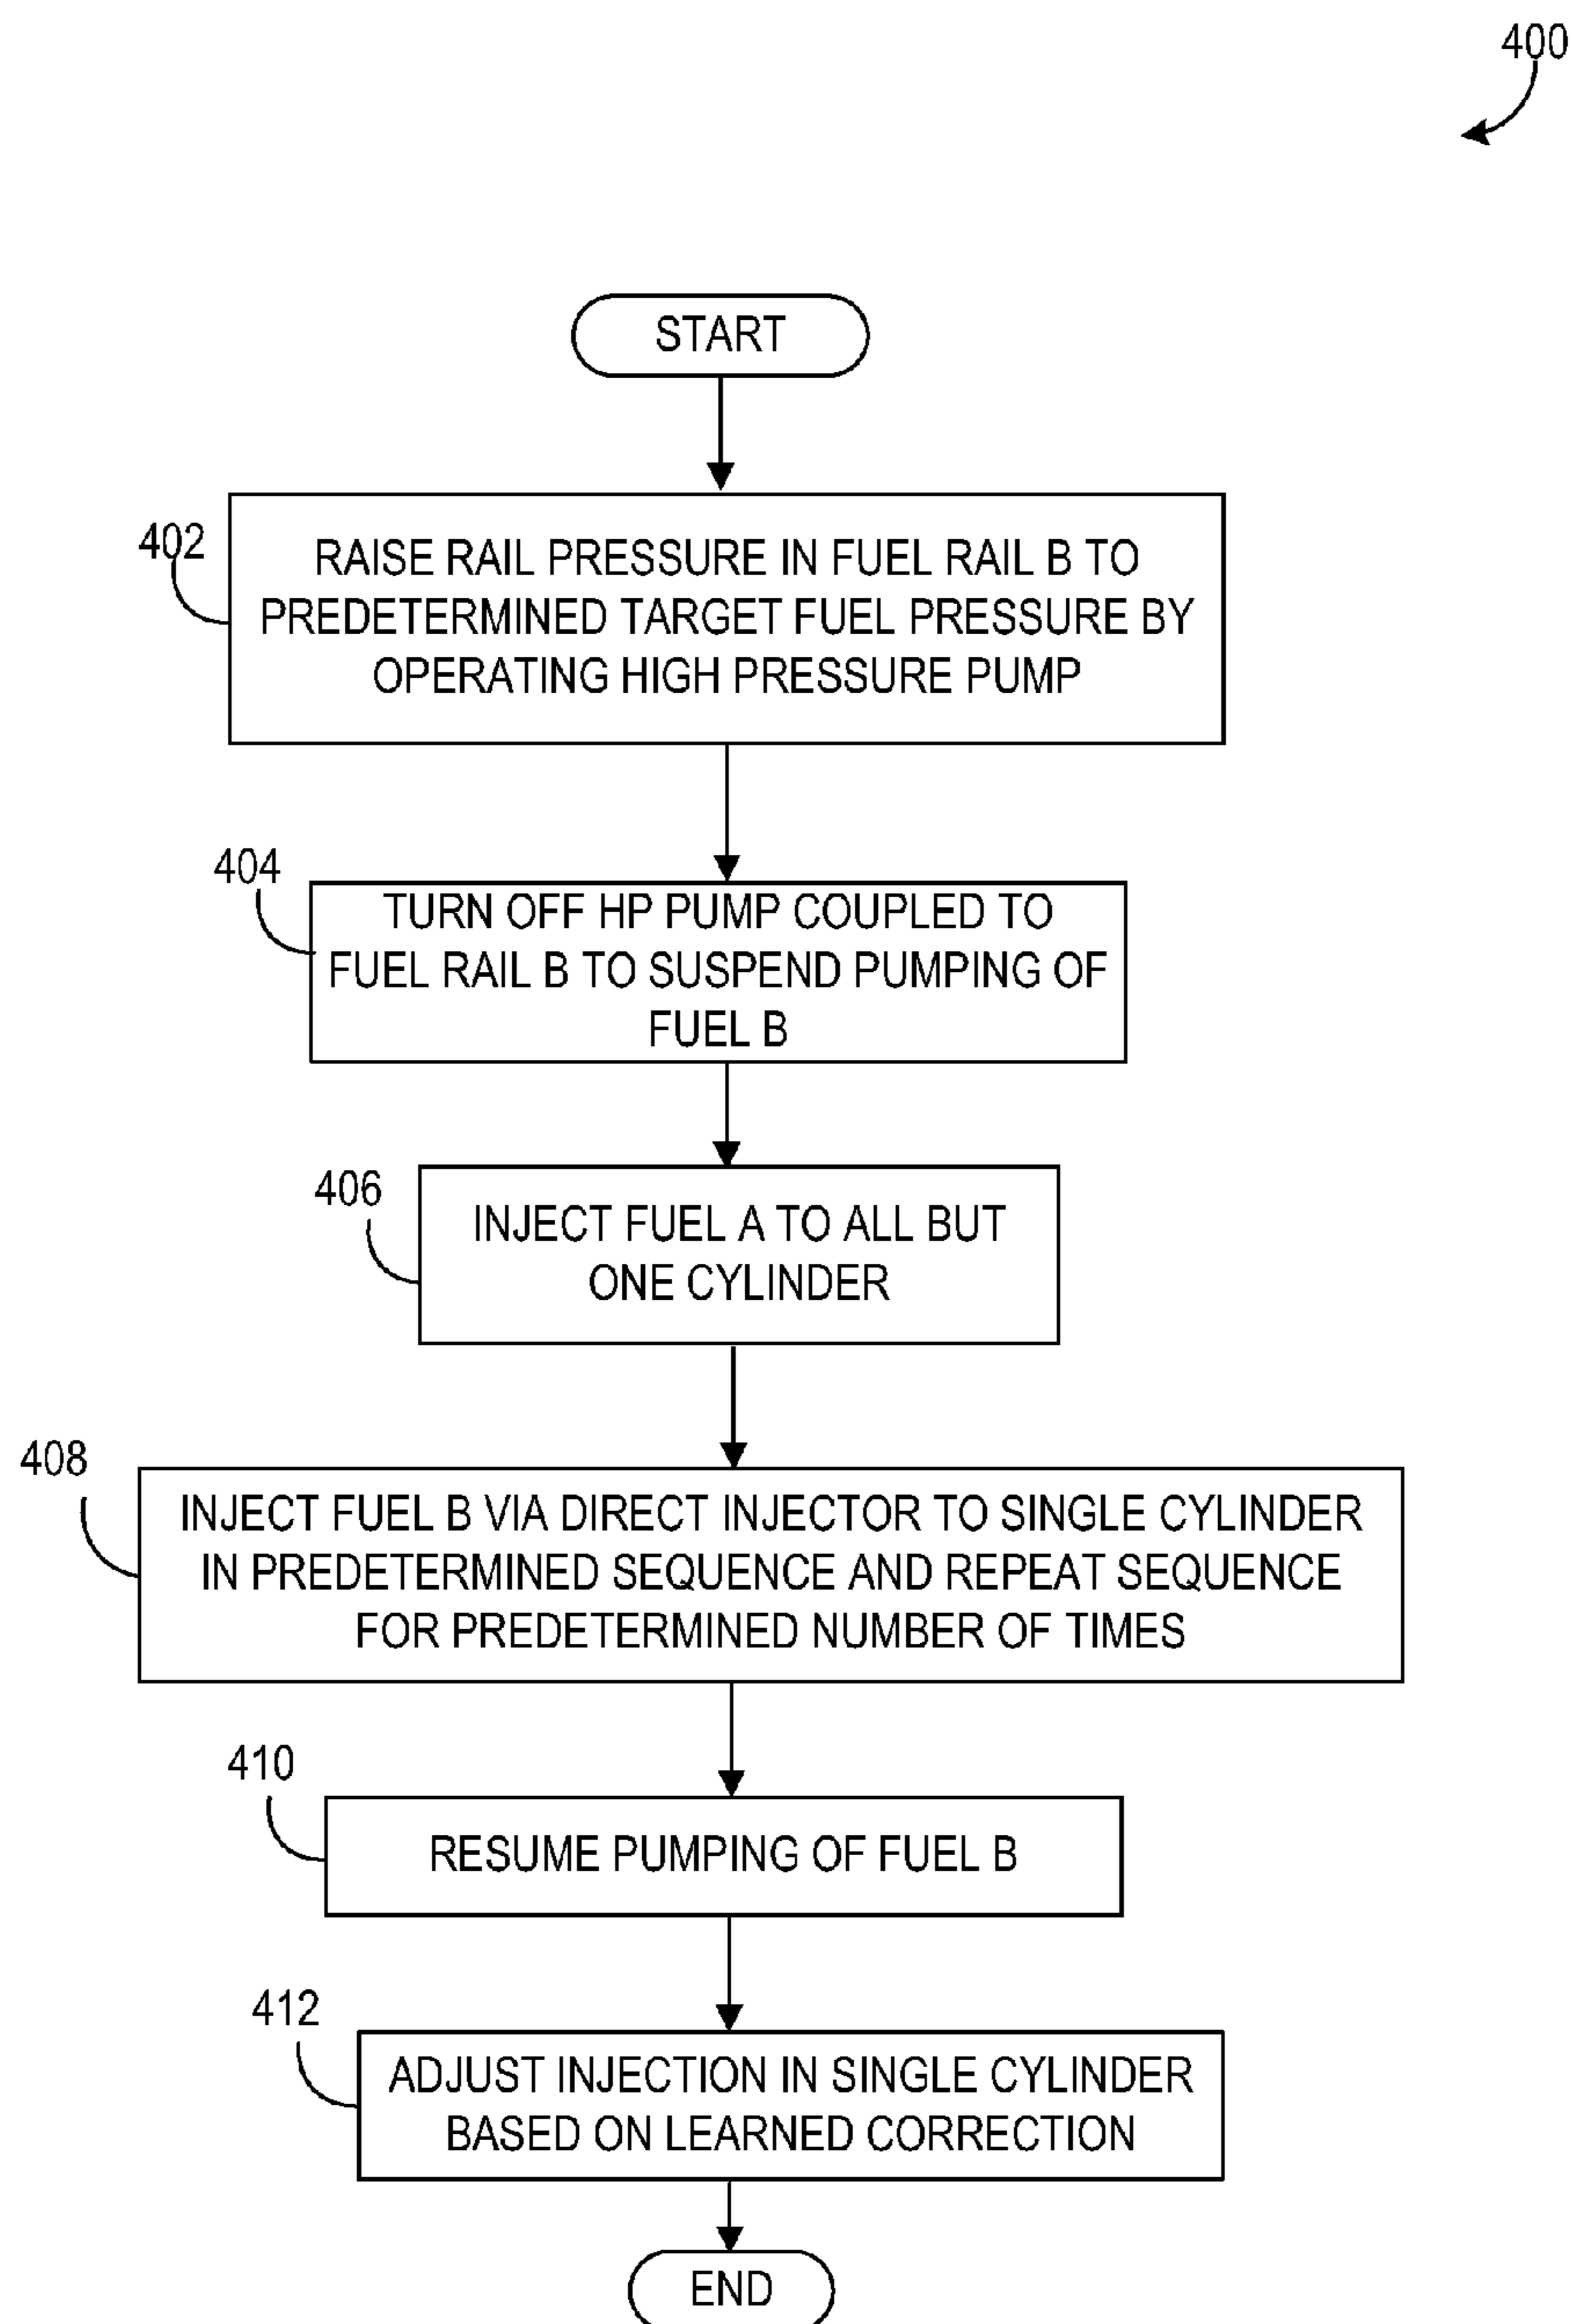 400
START
402
RAISE RAIL PRESSURE IN FUEL RAIL B TO
PREDETERMINED TARGET FUEL PRESSURE BY
OPERATING HIGH PRESSURE PUMP
404
TURN OFF HP PUMP COUPLED TO
FUEL RAIL B TO SUSPEND PUMPING OF
FUEL B
406
INJECT FUEL A TO ALL BUT
ONE CYLINDER
408
INJECT FUEL B VIA DIRECT INJECTOR TO SINGLE CYLINDER
IN PREDETERMINED SEQUENCE AND REPEAT SEQUENCE
FOR PREDETERMINED NUMBER OF TIMES
410
RESUME PUMPING OF FUEL B
412
ADJUST INJECTION IN SINGLE CYLINDER
BASED ON LEARNED CORRECTION
END